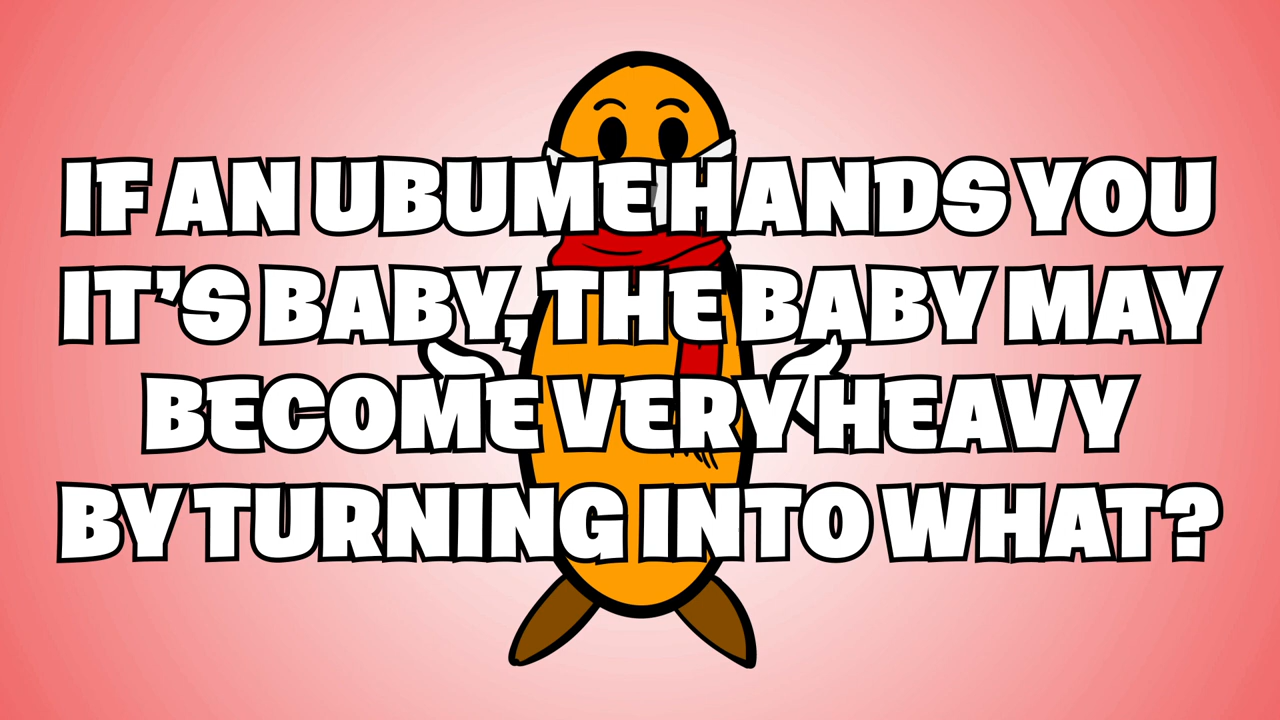 IF AN UBUME HANDS YOU
IT'S BABY, THE BABY MAY
BECOME VERY HEAVY
BY TURNING INTO WHAT?